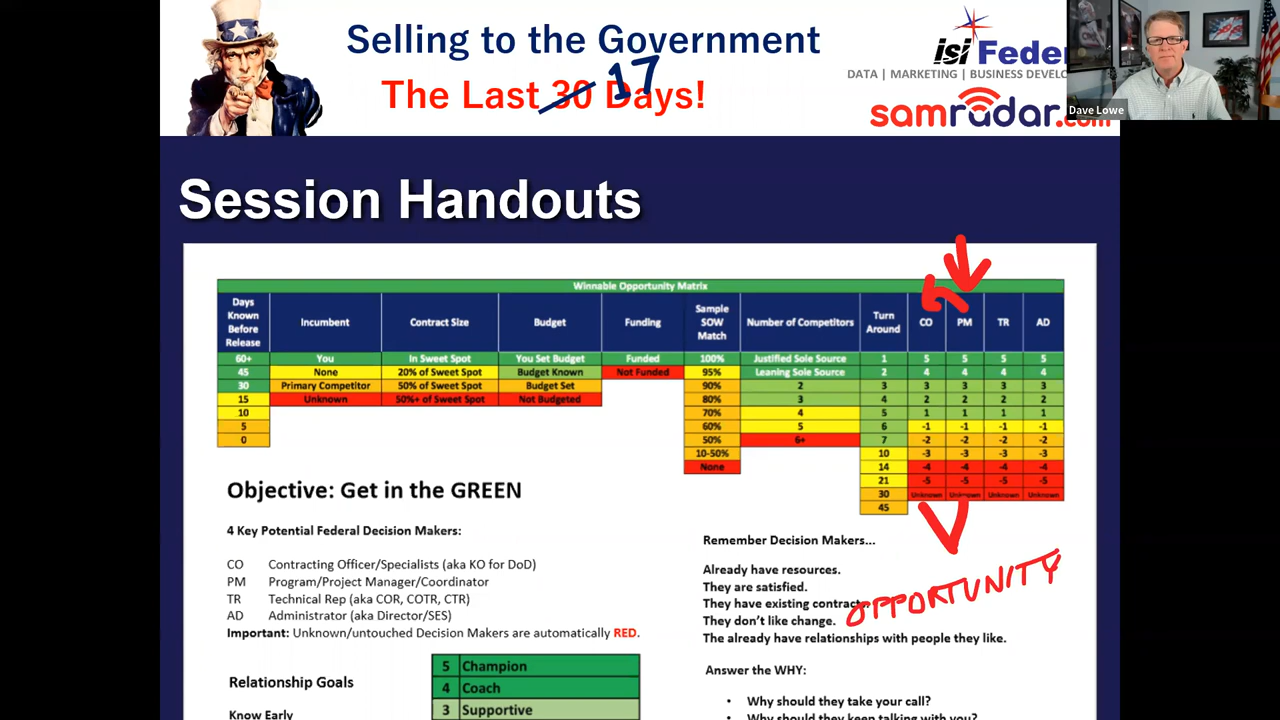 Selling to the Government
The Last 30 17 Days!
isi Feder
DATA | MARKETING | BUSINESS DEVEL
samradar.com
Dave Lowe
Session Handouts
Winnable Opportunity Matrix
Days Known Before Release Incumbent Contract Size Budget Funding Sample SOW Match Number of Competitors Turn Around CO PM TR AD
60+ You In Sweet Spot You Set Budget Funded 100% Justified Sole Source 1 5 5 5 5
45 None 20% of Sweet Spot Budget Known Not Funded 95% Leaning Sole Source 2 4 4 4 4
30 Primary Competitor 50% of Sweet Spot Budget Set 90% 2 3 3 3 3 3
15 Unknown 50%+ of Sweet Spot Not Budgeted 80% 3 4 2 2 2 2
10 70% 4 5 1 1 1 1
5 60% 5 6 -1 -1 -1 -1
0 50% 6+ 7 -2 -2 -2 -2
10-50% 10 -3 -3 -3 -3
None 14 -4 -4 -4 -4
21 -5 -5 -5 -5
30 Unknown Unknown Unknown Unknown
45
Objective: Get in the GREEN
4 Key Potential Federal Decision Makers:
CO Contracting Officer/Specialists (aka KO for DoD)
PM Program/Project Manager/Coordinator
TR Technical Rep (aka COR, COTR, CTR)
AD Administrator (aka Director/SES)
Important: Unknown/untouched Decision Makers are automatically RED.
Relationship Goals
Know Early
5 Champion
4 Coach
3 Supportive
Remember Decision Makers...
Already have resources.
They are satisfied.
They have existing contracts.
They don't like change.
The already have relationships with people they like.
OPPORTUNITY
Answer the WHY:
• Why should they take your call?
• Why should they keep talking with you?